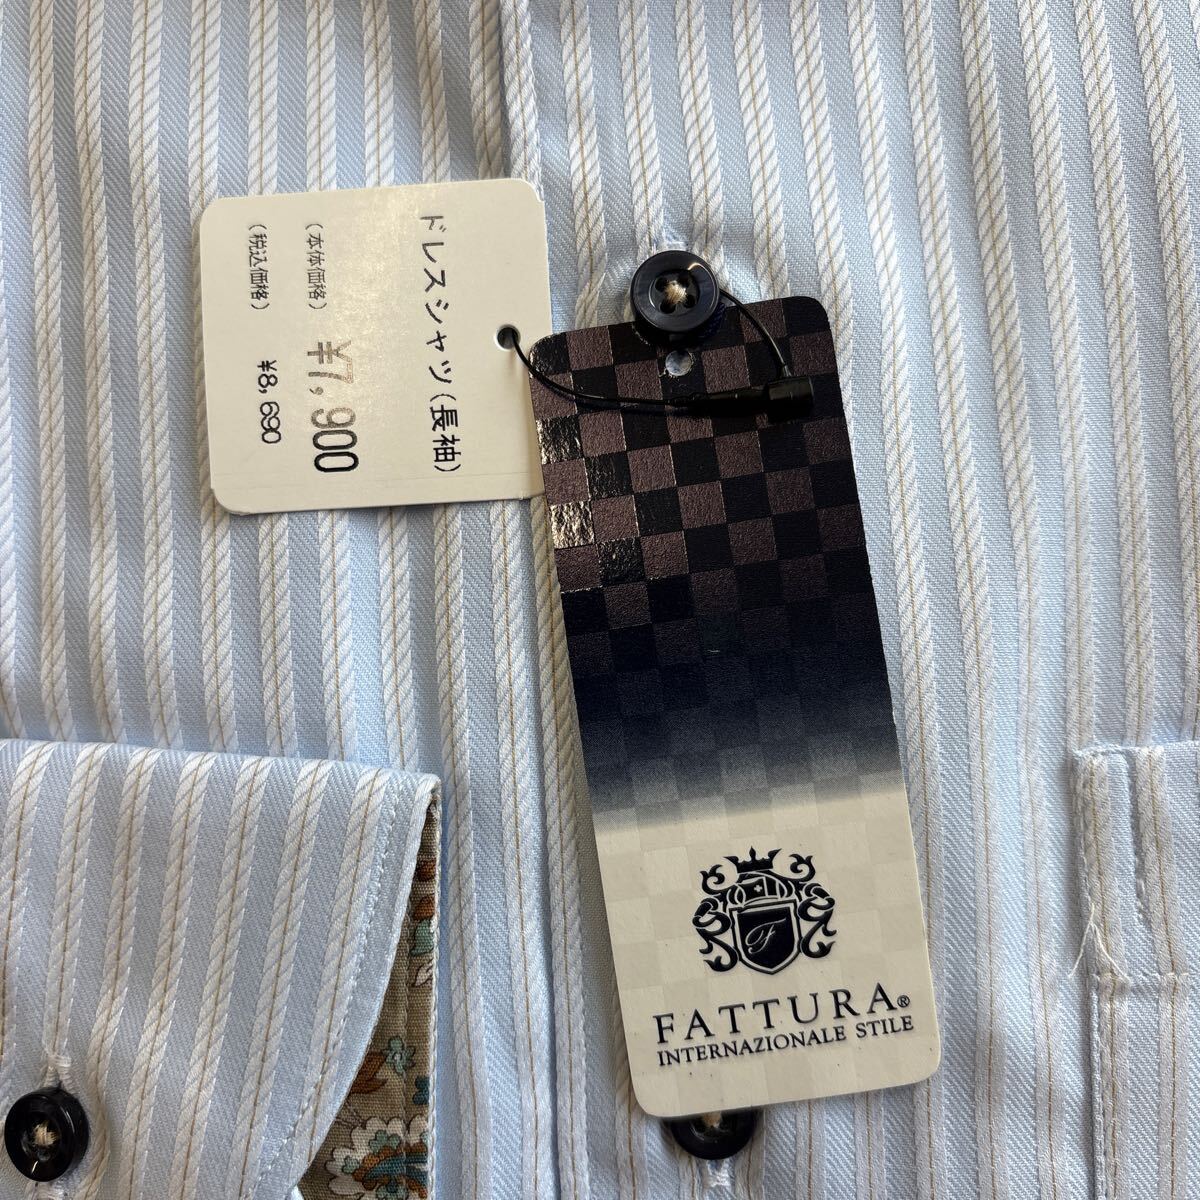 ドレスシャツ(長袖)
(本体価格) ¥7,900
(税込価格) ¥8,690
F
FATTURA®
INTERNAZIONALE STILE